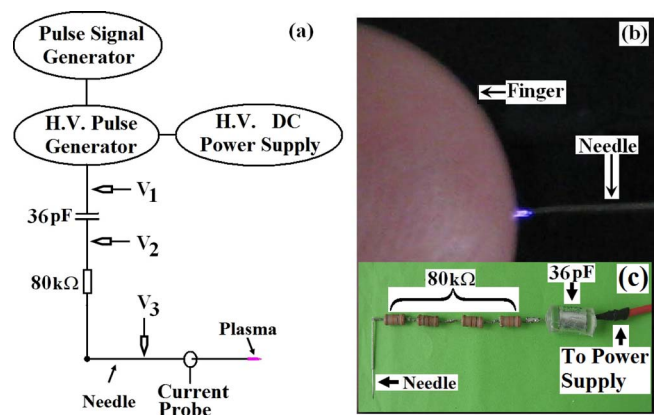 (a)
Pulse Signal
Generator
H.V. Pulse
Generator
H.V. DC
Power Supply
V1
36pF
V2
80kΩ
V3
Plasma
Needle
Current
Probe
(b)
Finger
Needle
(c)
80kΩ
36pF
To Power
Supply
Needle